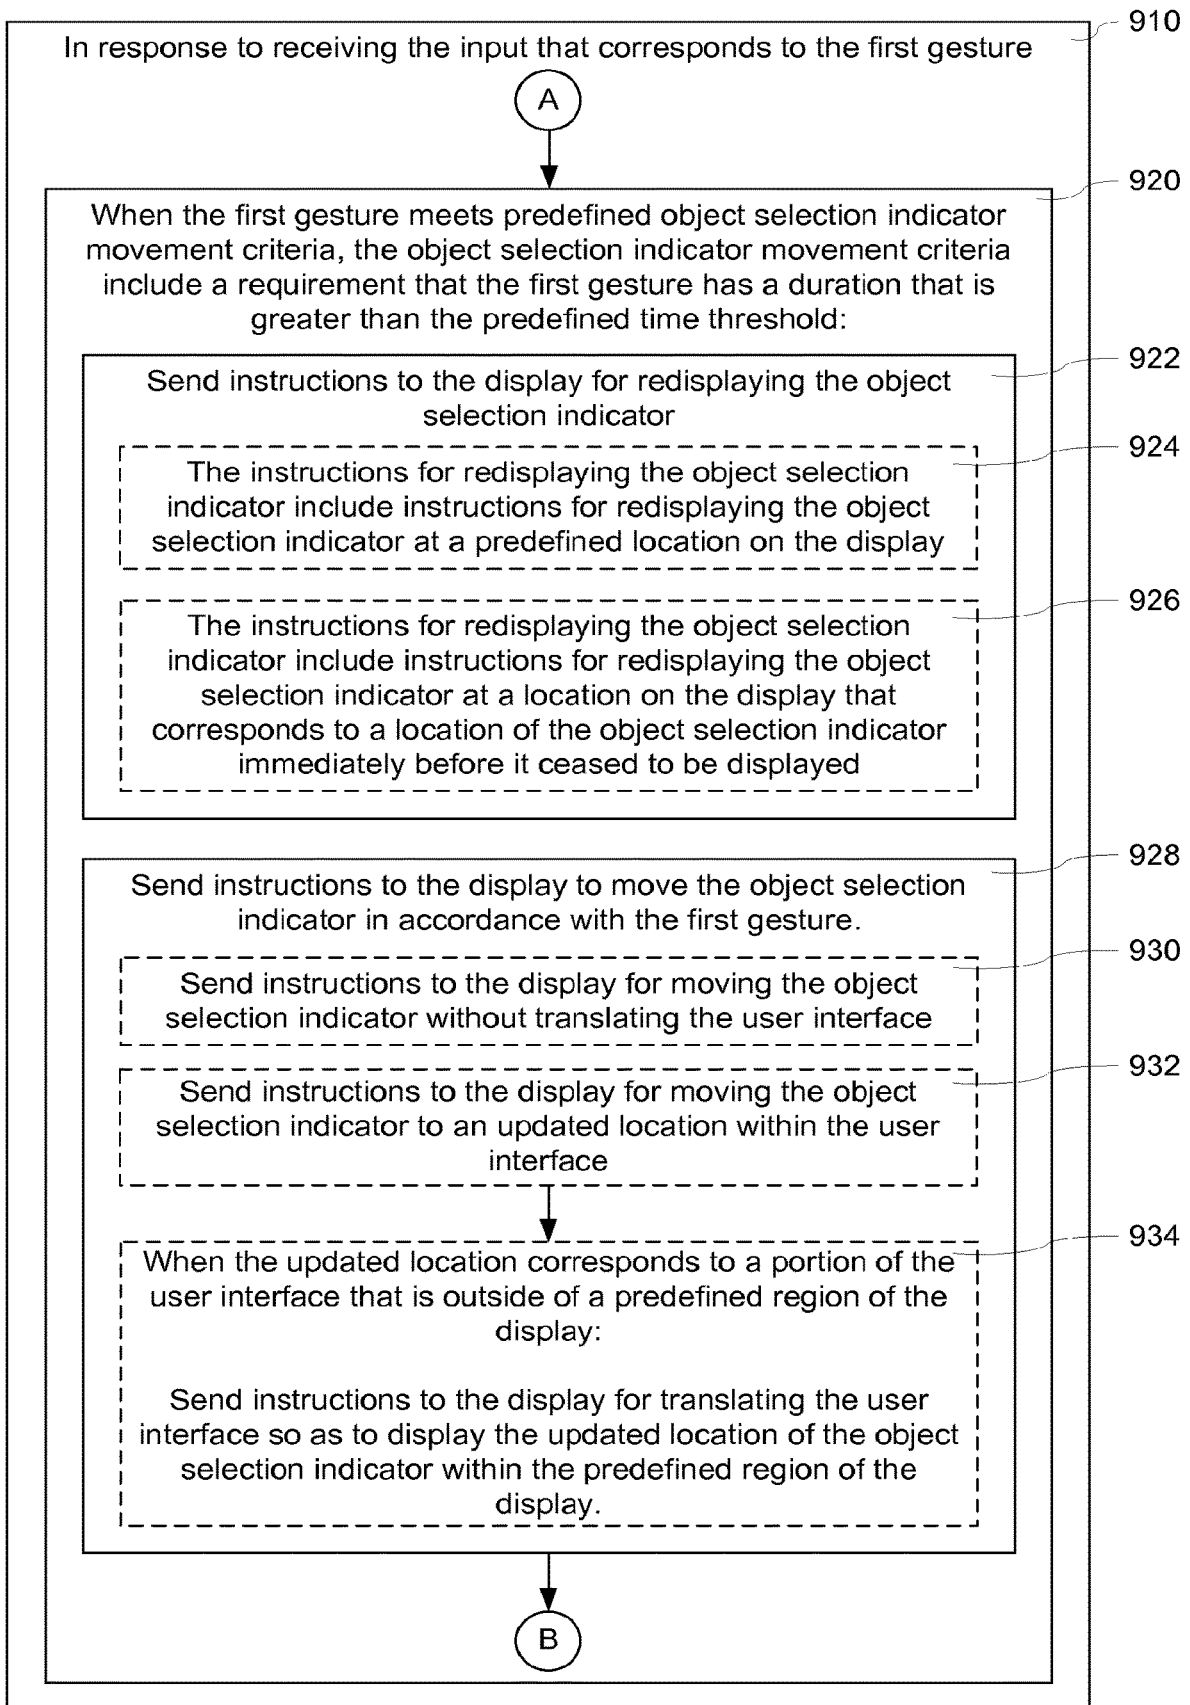 910
In response to receiving the input that corresponds to the first gesture
A
920
When the first gesture meets predefined object selection indicator
movement criteria, the object selection indicator movement criteria
include a requirement that the first gesture has a duration that is
greater than the predefined time threshold:
922
Send instructions to the display for redisplaying the object
selection indicator
924
The instructions for redisplaying the object selection
indicator include instructions for redisplaying the object
selection indicator at a predefined location on the display
926
The instructions for redisplaying the object selection
indicator include instructions for redisplaying the object
selection indicator at a location on the display that
corresponds to a location of the object selection indicator
immediately before it ceased to be displayed
928
Send instructions to the display to move the object selection
indicator in accordance with the first gesture.
930
Send instructions to the display for moving the object
selection indicator without translating the user interface
932
Send instructions to the display for moving the object
selection indicator to an updated location within the user
interface
934
When the updated location corresponds to a portion of the
user interface that is outside of a predefined region of the
display:
Send instructions to the display for translating the user
interface so as to display the updated location of the object
selection indicator within the predefined region of the
display.
B